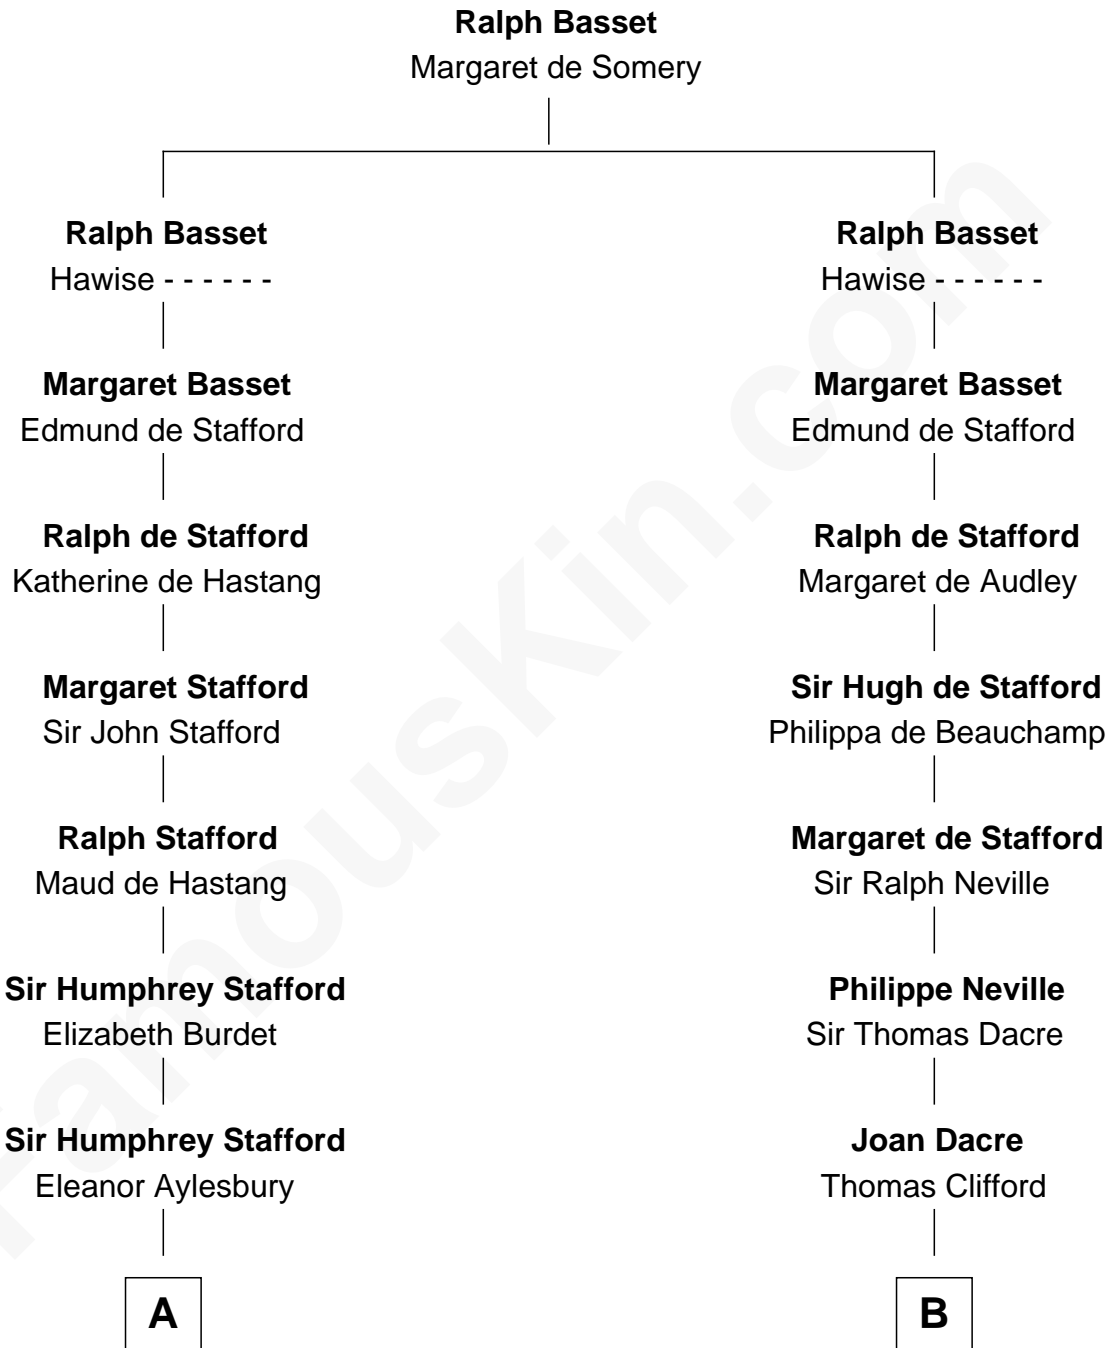 Ralph Basset
Margaret de Somery
Ralph Basset
Hawise - - - - - -
Ralph Basset
Hawise - - - - - -
Margaret Basset
Edmund de Stafford
Margaret Basset
Edmund de Stafford
Ralph de Stafford
Katherine de Hastang
Ralph de Stafford
Margaret de Audley
Margaret Stafford
Sir John Stafford
Sir Hugh de Stafford
Philippa de Beauchamp
Ralph Stafford
Maud de Hastang
Margaret de Stafford
Sir Ralph Neville
Sir Humphrey Stafford
Elizabeth Burdet
Philippe Neville
Sir Thomas Dacre
Sir Humphrey Stafford
Eleanor Aylesbury
Joan Dacre
Thomas Clifford
A
B
FamousKin.com